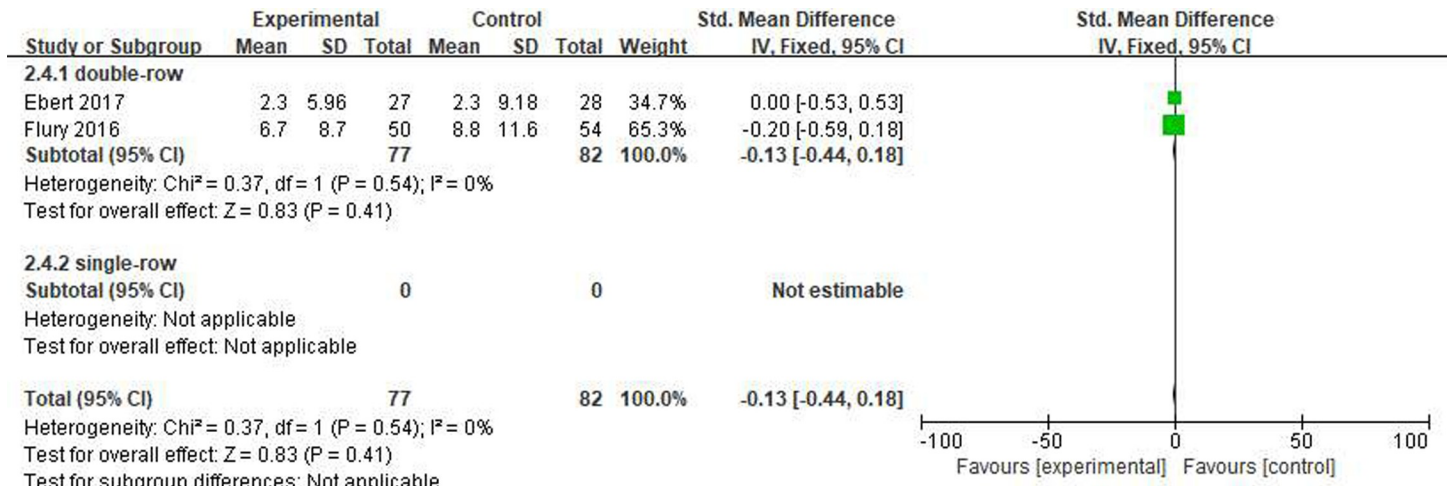 Experimental Control Std. Mean Difference Std. Mean Difference
Study or Subgroup Mean SD Total Mean SD Total Weight IV, Fixed, 95% CI IV, Fixed, 95% CI
2.4.1 double-row
Ebert 2017 2.3 5.96 27 2.3 9.18 28 34.7% 0.00 [-0.53, 0.53]
Flury 2016 6.7 8.7 50 8.8 11.6 54 65.3% -0.20 [-0.59, 0.18]
Subtotal (95% CI) 77 82 100.0% -0.13 [-0.44, 0.18]
Heterogeneity: Chi² = 0.37, df = 1 (P = 0.54); I² = 0%
Test for overall effect: Z = 0.83 (P = 0.41)
2.4.2 single-row
Subtotal (95% CI) 0 0 Not estimable
Heterogeneity: Not applicable
Test for overall effect: Not applicable
Total (95% CI) 77 82 100.0% -0.13 [-0.44, 0.18]
Heterogeneity: Chi² = 0.37, df = 1 (P = 0.54); I² = 0%
Test for overall effect: Z = 0.83 (P = 0.41)
Test for subgroup differences: Not applicable
-100 -50 0 50 100
Favours [experimental] Favours [control]